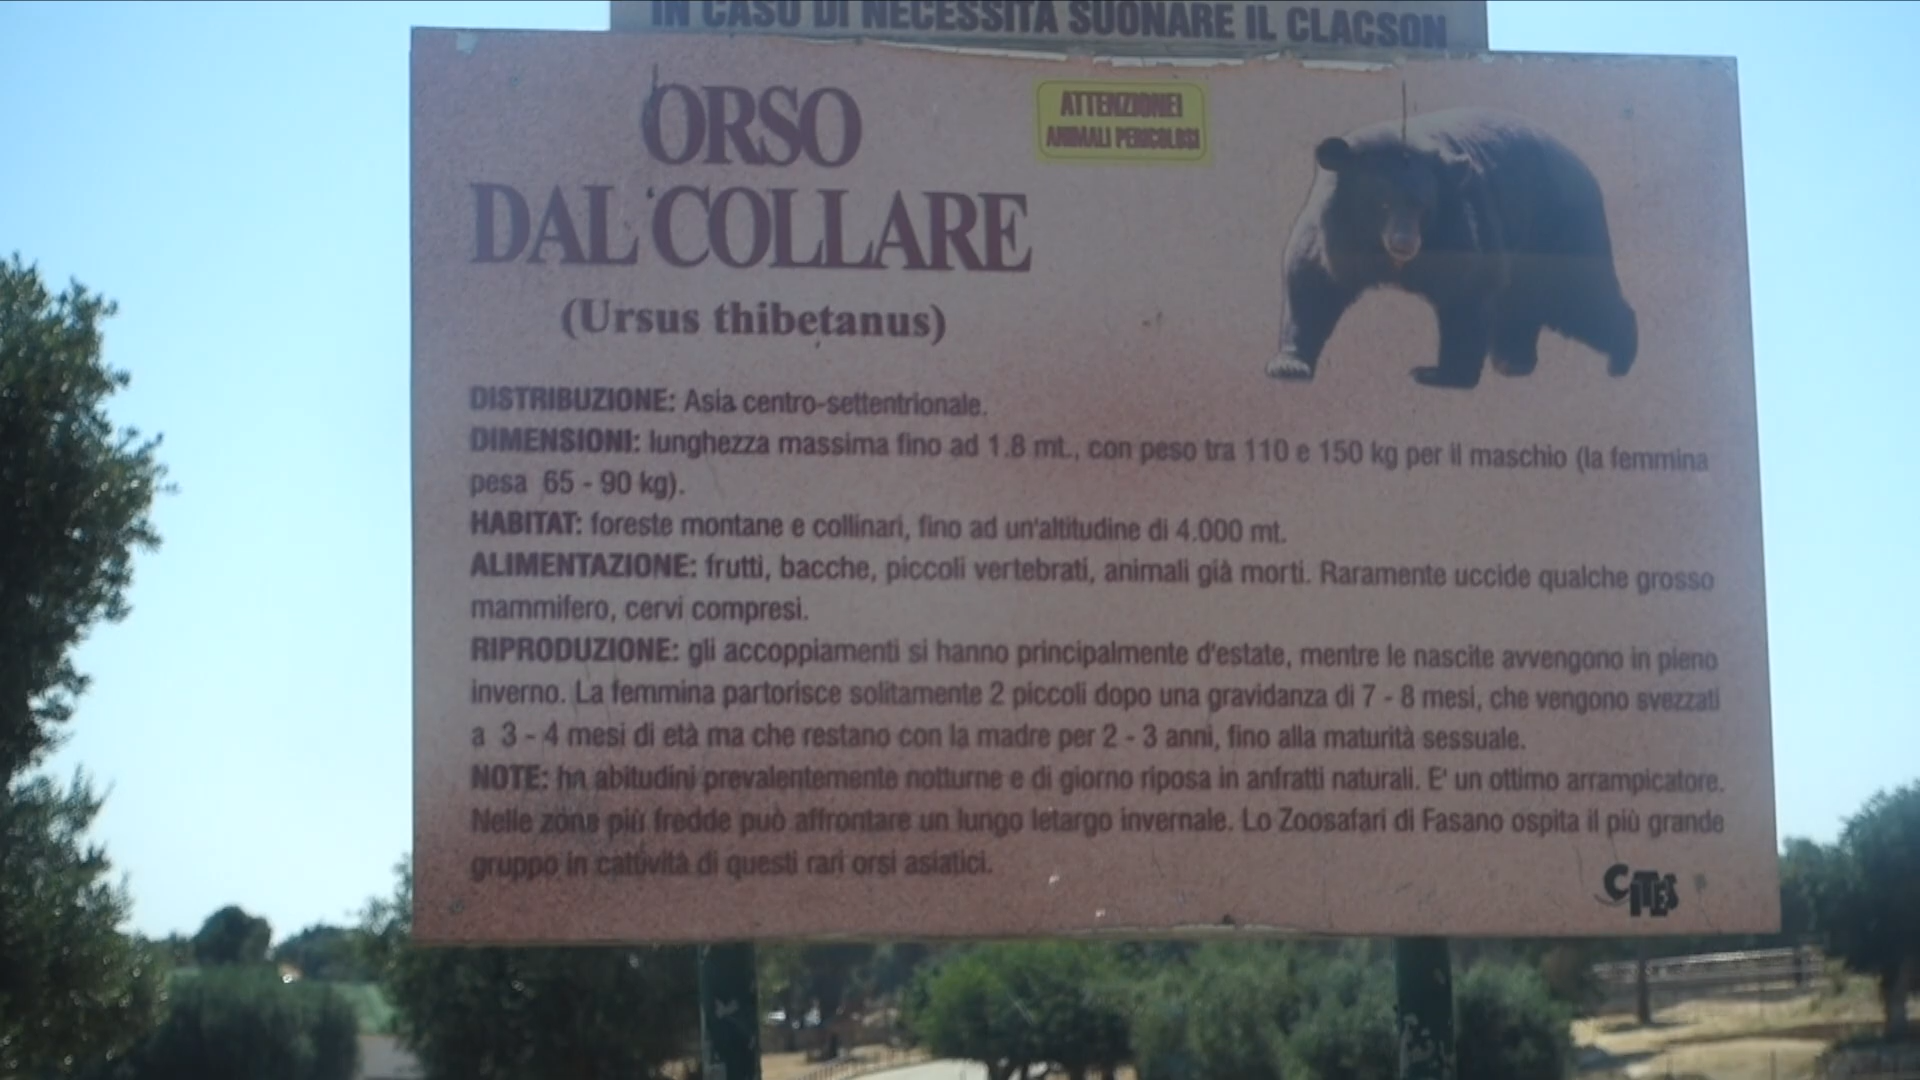 IN CASO DI NECESSITÀ SUONARE IL CLACSON
ORSO
DAL COLLARE
(Ursus thibetanus)
ATTENZIONE!
ANIMALI PERICOLOSI
DISTRIBUZIONE: Asia centro-settentrionale.
DIMENSIONI: lunghezza massima fino ad 1.8 mt., con peso tra 110 e 150 kg per il maschio (la femmina
pesa 65 - 90 kg).
HABITAT: foreste montane e collinari, fino ad un'altitudine di 4.000 mt.
ALIMENTAZIONE: frutti, bacche, piccoli vertebrati, animali già morti. Raramente uccide qualche grosso
mammifero, cervi compresi.
RIPRODUZIONE: gli accoppiamenti si hanno principalmente d'estate, mentre le nascite avvengono in pieno
inverno. La femmina partorisce solitamente 2 piccoli dopo una gravidanza di 7 - 8 mesi, che vengono svezzati
a 3 - 4 mesi di età ma che restano con la madre per 2 - 3 anni, fino alla maturità sessuale.
NOTE: ha abitudini prevalentemente notturne e di giorno riposa in anfratti naturali. E' un ottimo arrampicatore.
Nelle zone più fredde può affrontare un lungo letargo invernale. Lo Zoosafari di Fasano ospita il più grande
gruppo in cattività di questi rari orsi asiatici.
CITES